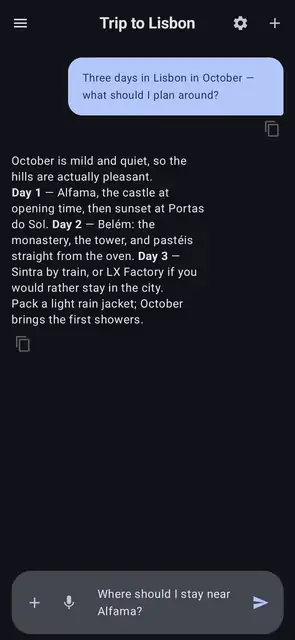 Trip to Lisbon
Three days in Lisbon in October —
what should I plan around?
October is mild and quiet, so the
hills are actually pleasant.
Day 1 — Alfama, the castle at
opening time, then sunset at Portas
do Sol. Day 2 — Belém: the
monastery, the tower, and pastéis
straight from the oven. Day 3 —
Sintra by train, or LX Factory if you
would rather stay in the city.
Pack a light rain jacket; October
brings the first showers.
Where should I stay near
Alfama?